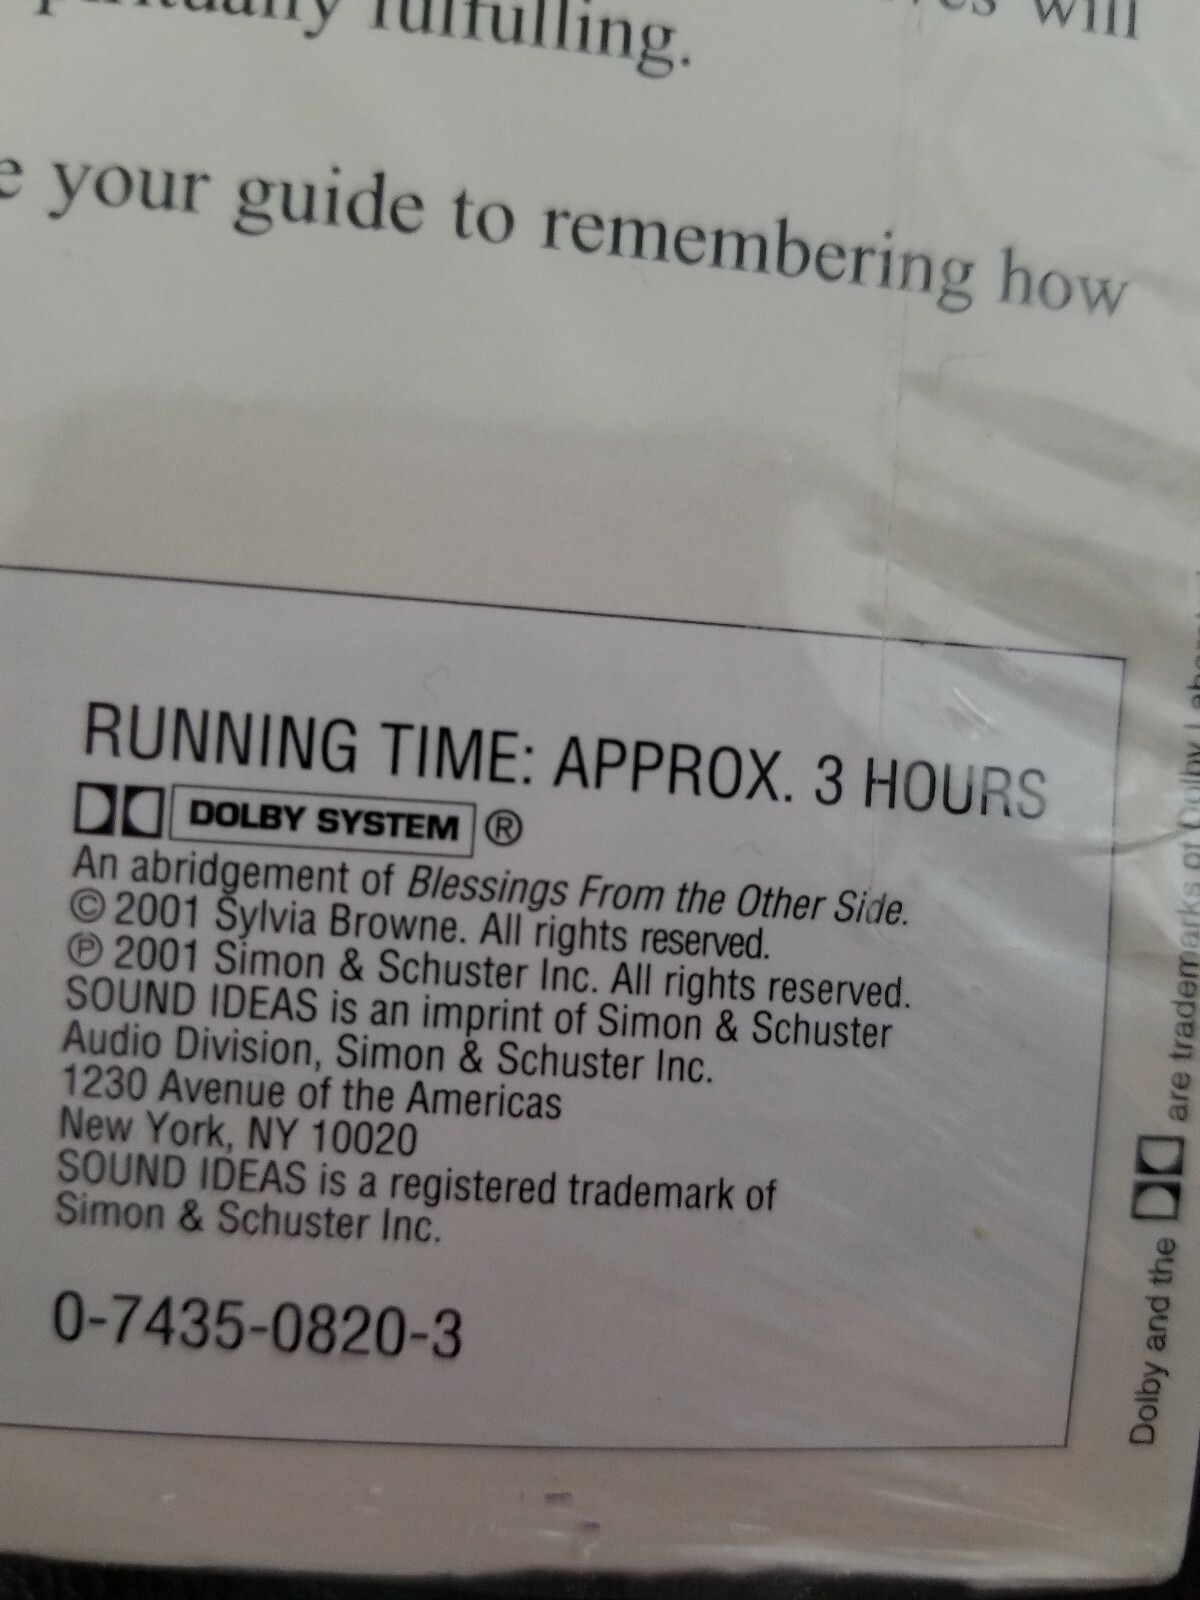 fulfilling.
will
your guide to remembering how
RUNNING TIME: APPROX. 3 HOURS
DOLBY SYSTEM ®
An abridgement of Blessings From the Other Side.
© 2001 Sylvia Browne. All rights reserved.
℗ 2001 Simon & Schuster Inc. All rights reserved.
SOUND IDEAS is an imprint of Simon & Schuster
Audio Division, Simon & Schuster Inc.
1230 Avenue of the Americas
New York, NY 10020
SOUND IDEAS is a registered trademark of
Simon & Schuster Inc.
0-7435-0820-3
Dolby and the are trademarks of Dolby